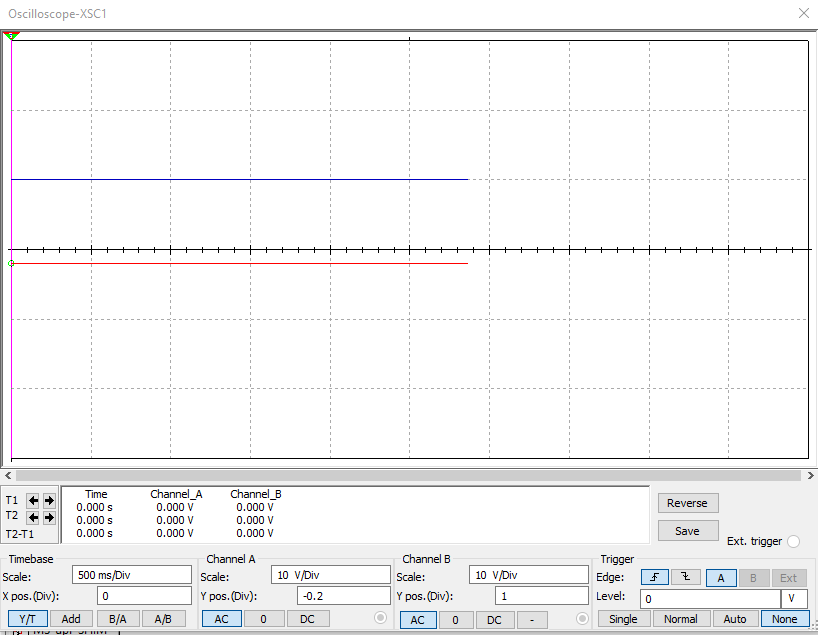 Oscilloscope-XSC1
T1
T2
T2-T1
Time Channel_A Channel_B
0.000 s 0.000 V 0.000 V
0.000 s 0.000 V 0.000 V
0.000 s 0.000 V 0.000 V
Reverse
Save
Ext. trigger
Timebase
Scale: 500 ms/Div
X pos.(Div): 0
Y/T Add B/A A/B
Channel A
Scale: 10 V/Div
Y pos.(Div): -0.2
AC 0 DC
Channel B
Scale: 10 V/Div
Y pos.(Div): 1
AC 0 DC -
Trigger
Edge: A B Ext
Level: 0 V
Single Normal Auto None